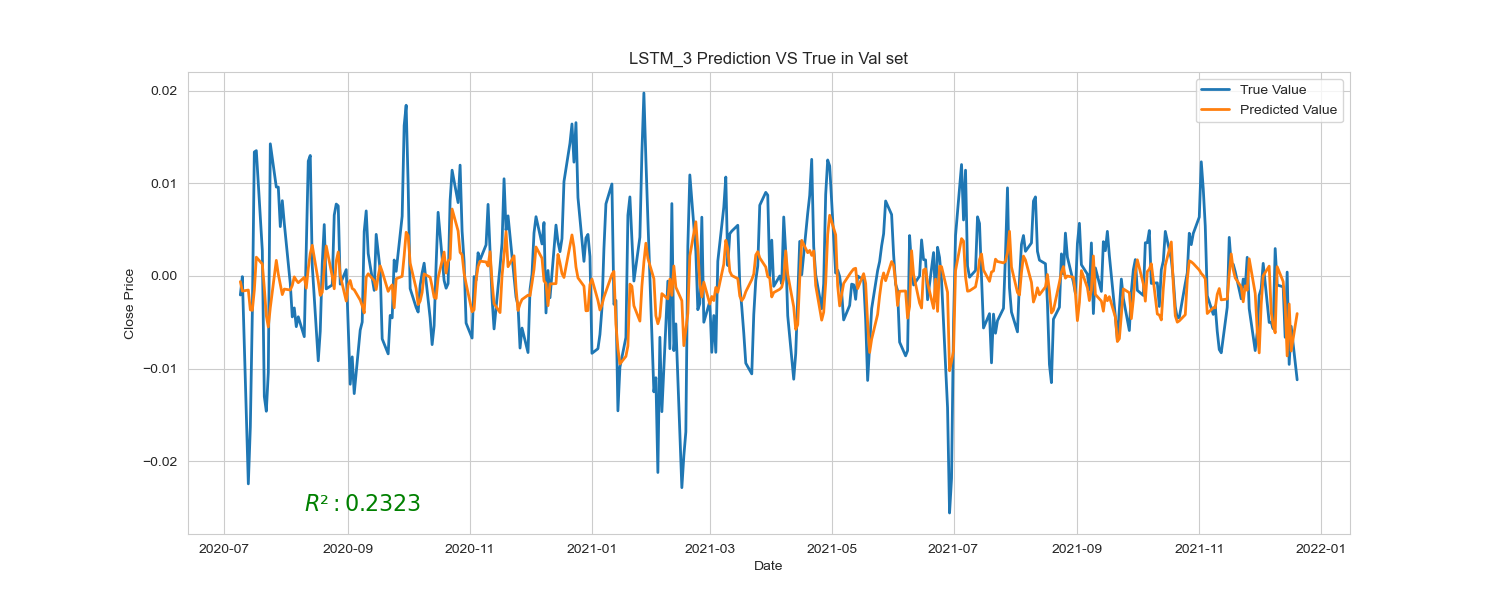 LSTM_3 Prediction VS True in Val set
True Value
Predicted Value
Close Price
0.02
0.01
0.00
−0.01
−0.02
R² : 0.2323
2020-07 2020-09 2020-11 2021-01 2021-03 2021-05 2021-07 2021-09 2021-11 2022-01
Date